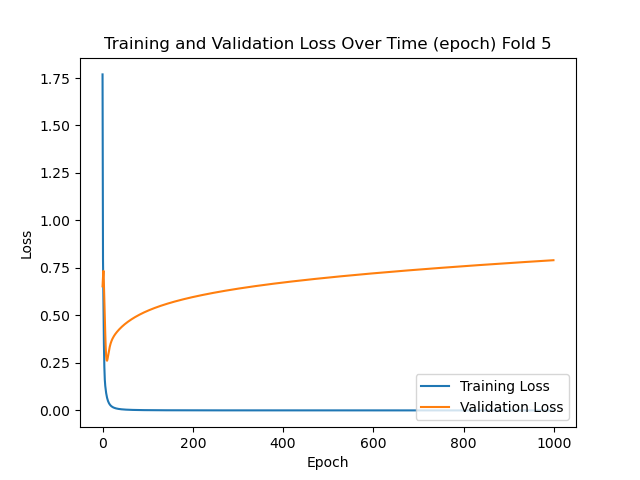 Training and Validation Loss Over Time (epoch) Fold 5
Loss
1.75
1.50
1.25
1.00
0.75
0.50
0.25
0.00
Training Loss
Validation Loss
0 200 400 600 800 1000
Epoch